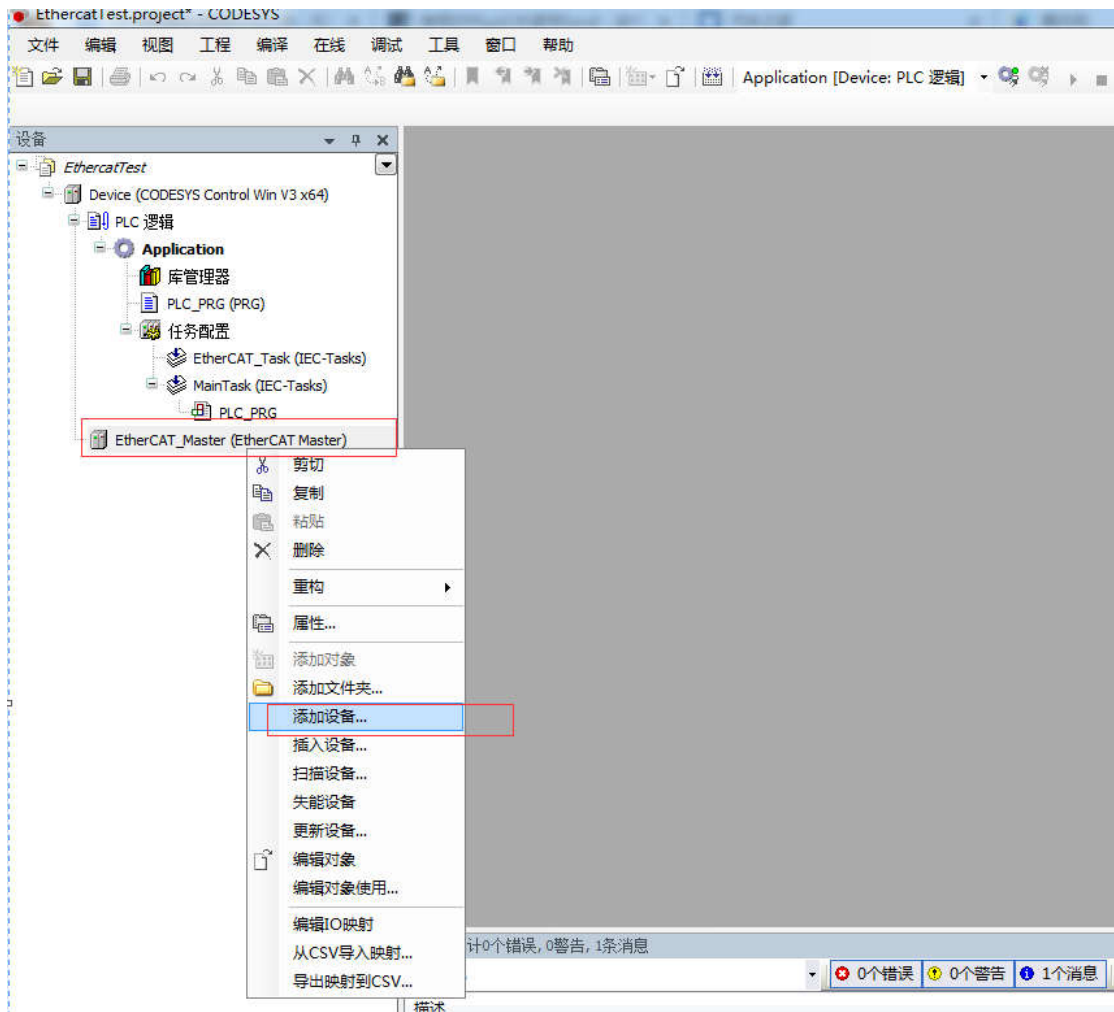 EthercatTest.project* - CODESYS
文件 编辑 视图 工程 编译 在线 调试 工具 窗口 帮助
Application [Device: PLC 逻辑]
设备
EthercatTest
Device (CODESYS Control Win V3 x64)
PLC 逻辑
Application
库管理器
PLC_PRG (PRG)
任务配置
EtherCAT_Task (IEC-Tasks)
MainTask (IEC-Tasks)
PLC_PRG
EtherCAT_Master (EtherCAT Master)
剪切
复制
粘贴
删除
重构
属性...
添加对象
添加文件夹...
添加设备...
插入设备...
扫描设备...
失能设备
更新设备...
编辑对象
编辑对象使用...
编辑IO映射
从CSV导入映射...
导出映射到CSV...
计0个错误, 0警告, 1条消息
0个错误 0个警告 1个消息
描述